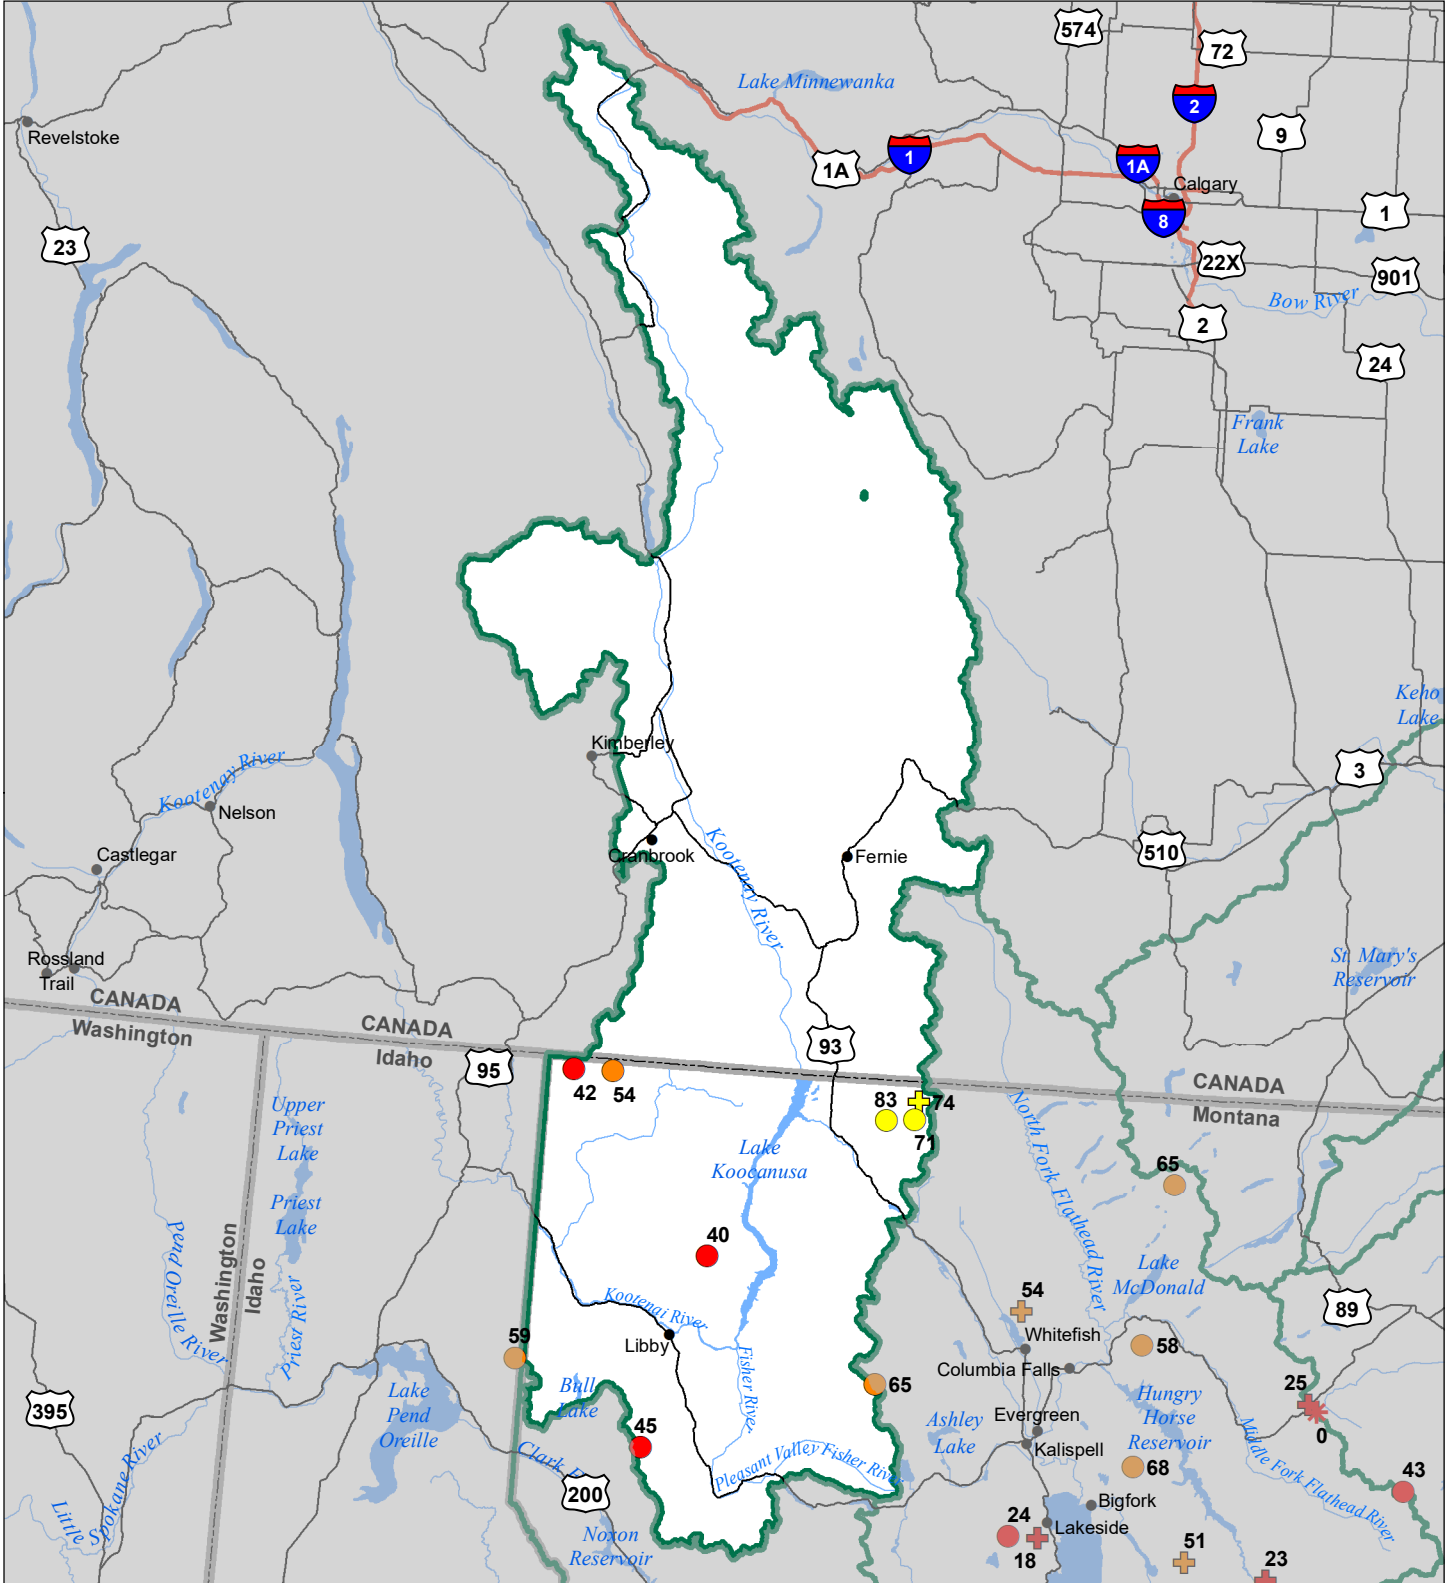 574
72
Lake Minnewanka
2
Revelstoke
9
1
1A
1A
Calgary
8
1
23
22X
901
Bow River
2
24
Frank
Lake
Keho
Lake
Kimberley
3
Kootenay River
Nelson
Kootenay River
Castlegar
Cranbrook
Fernie
510
Rossland
Trail
St. Mary's
Reservoir
CANADA
Washington
CANADA
Idaho
93
95
42
54
CANADA
Montana
83
74
71
Upper
Priest
Lake
Lake
Koocanusa
North Fork Flathead River
65
Priest
Lake
Pend Oreille River
Washington
Idaho
Priest River
40
Lake
McDonald
54
Kootenai River
Whitefish
89
59
Libby
58
Columbia Falls
Fisher River
Bull
Lake
65
Lake
Pend
Oreille
395
Hungry
Horse
Reservoir
25
0
Ashley
Lake
Evergreen
45
Kalispell
Middle Fork Flathead River
Little
Spokane River
Clark F
Pleasant Valley Fisher River
68
43
200
Bigfork
24
Lakeside
18
Noxon
Reservoir
51
23